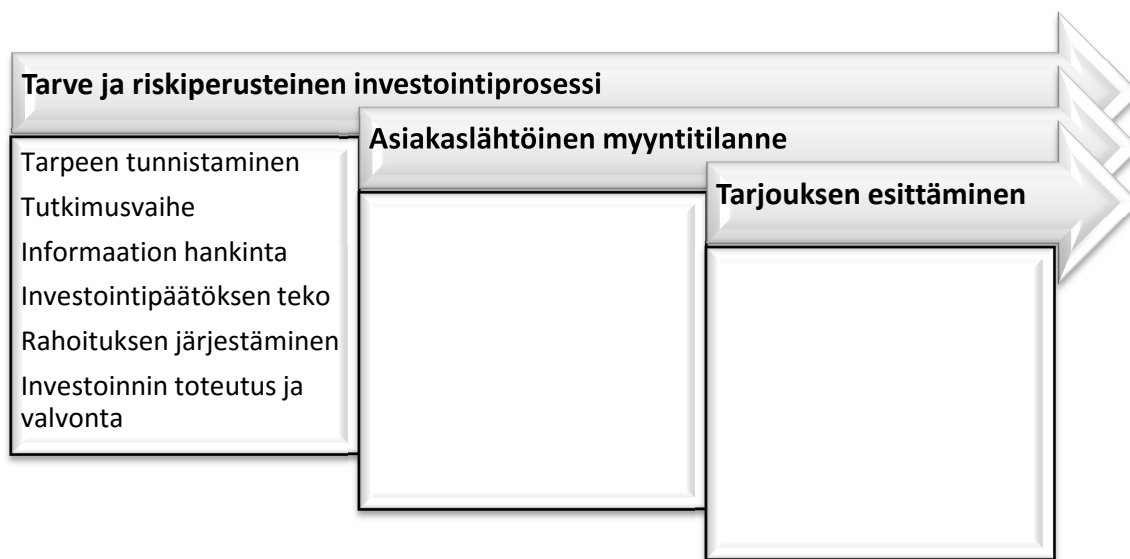 Tarve ja riskiperusteinen investointiprosessi
Asiakaslähtöinen myyntitilanne
Tarjouksen esittäminen
Tarpeen tunnistaminen
Tutkimusvaihe
Informaation hankinta
Investointipäätöksen teko
Rahoituksen järjestäminen
Investoinnin toteutus ja
valvonta